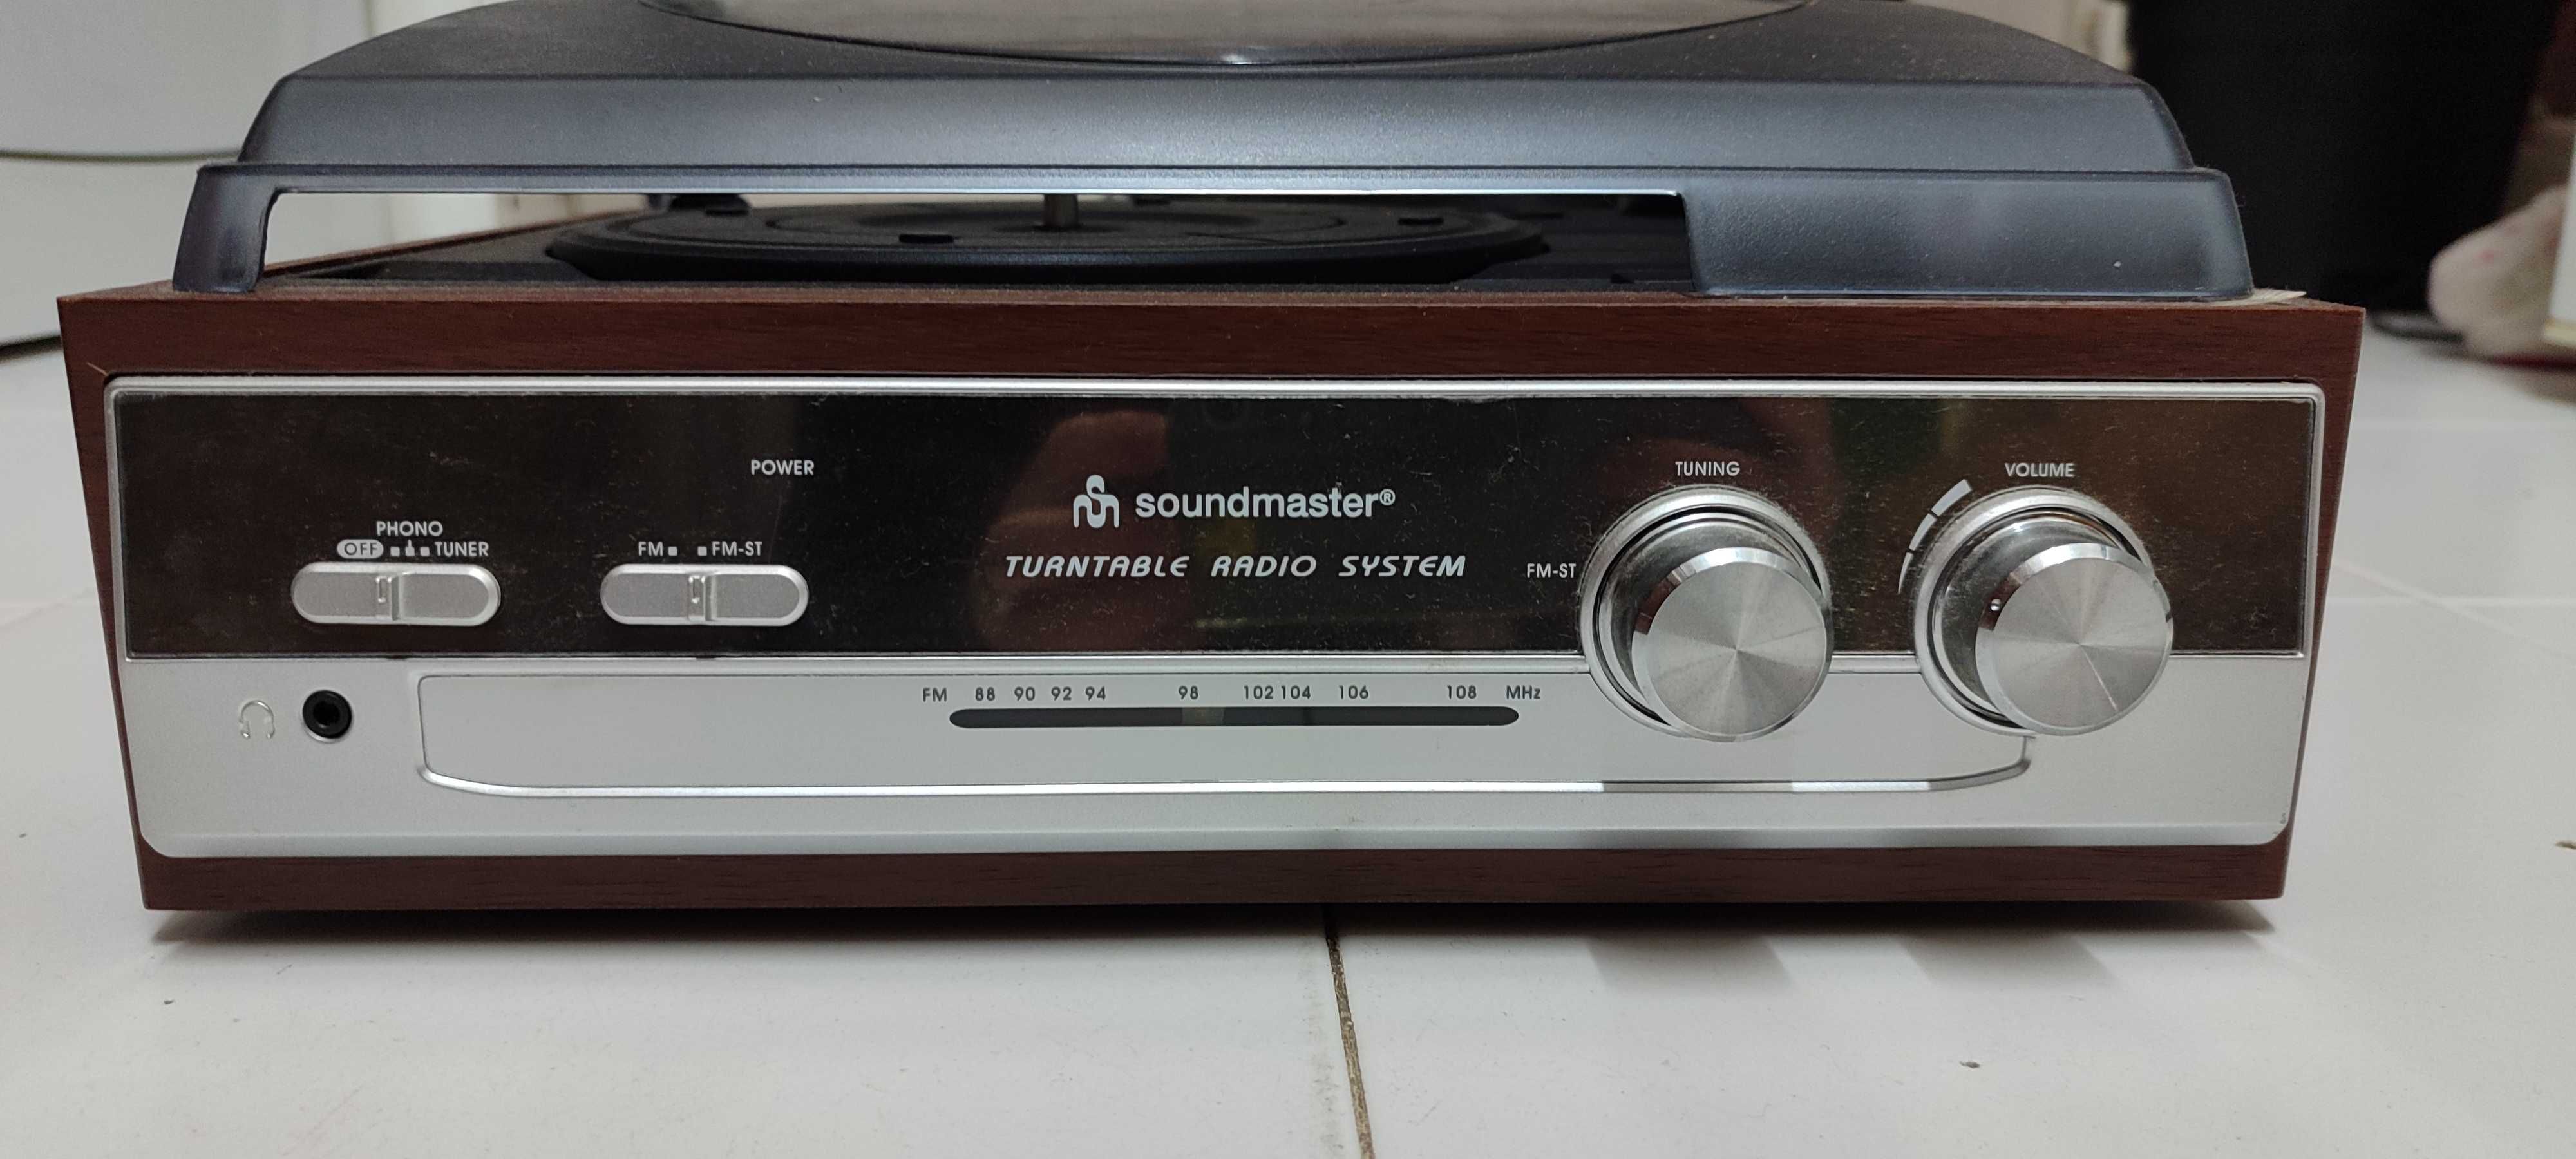 POWER
PHONO
OFF TUNER
FM FM-ST
soundmaster®
TURNTABLE RADIO SYSTEM
TUNING
FM-ST
VOLUME
FM 88 90 92 94 98 102 104 106 108 MHz